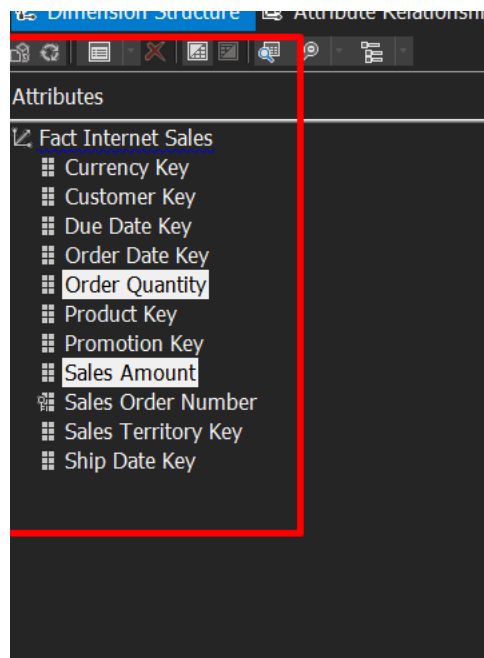 Dimension Structure Attribute Relationsh
Attributes
Fact Internet Sales
Currency Key
Customer Key
Due Date Key
Order Date Key
Order Quantity
Product Key
Promotion Key
Sales Amount
Sales Order Number
Sales Territory Key
Ship Date Key